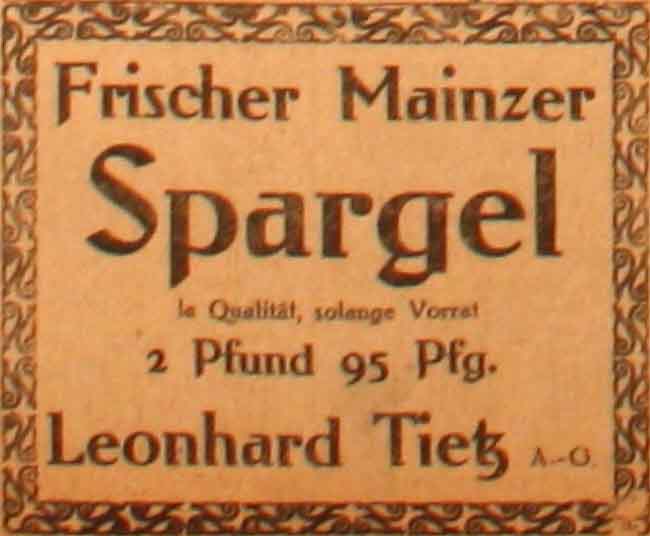 Frischer Mainzer
Spargel
Ia Qualität, solange Vorrat
2 Pfund 95 Pfg.
Leonhard Tietz A.-G.